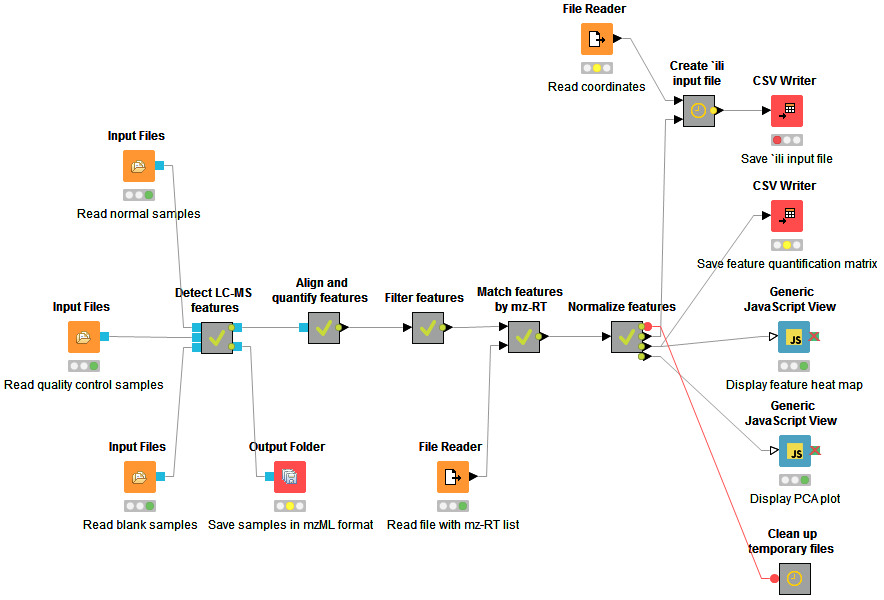 File Reader
Read coordinates
Create `ili
input file
CSV Writer
Save `ili input file
Input Files
Read normal samples
CSV Writer
Save feature quantification matrix
Input Files
Read quality control samples
Detect LC-MS
features
Align and
quantify features
Filter features
Match features
by mz-RT
Normalize features
Generic
JavaScript View
JS
Display feature heat map
Generic
JavaScript View
JS
Display PCA plot
Input Files
Read blank samples
Output Folder
Save samples in mzML format
File Reader
Read file with mz-RT list
Clean up
temporary files